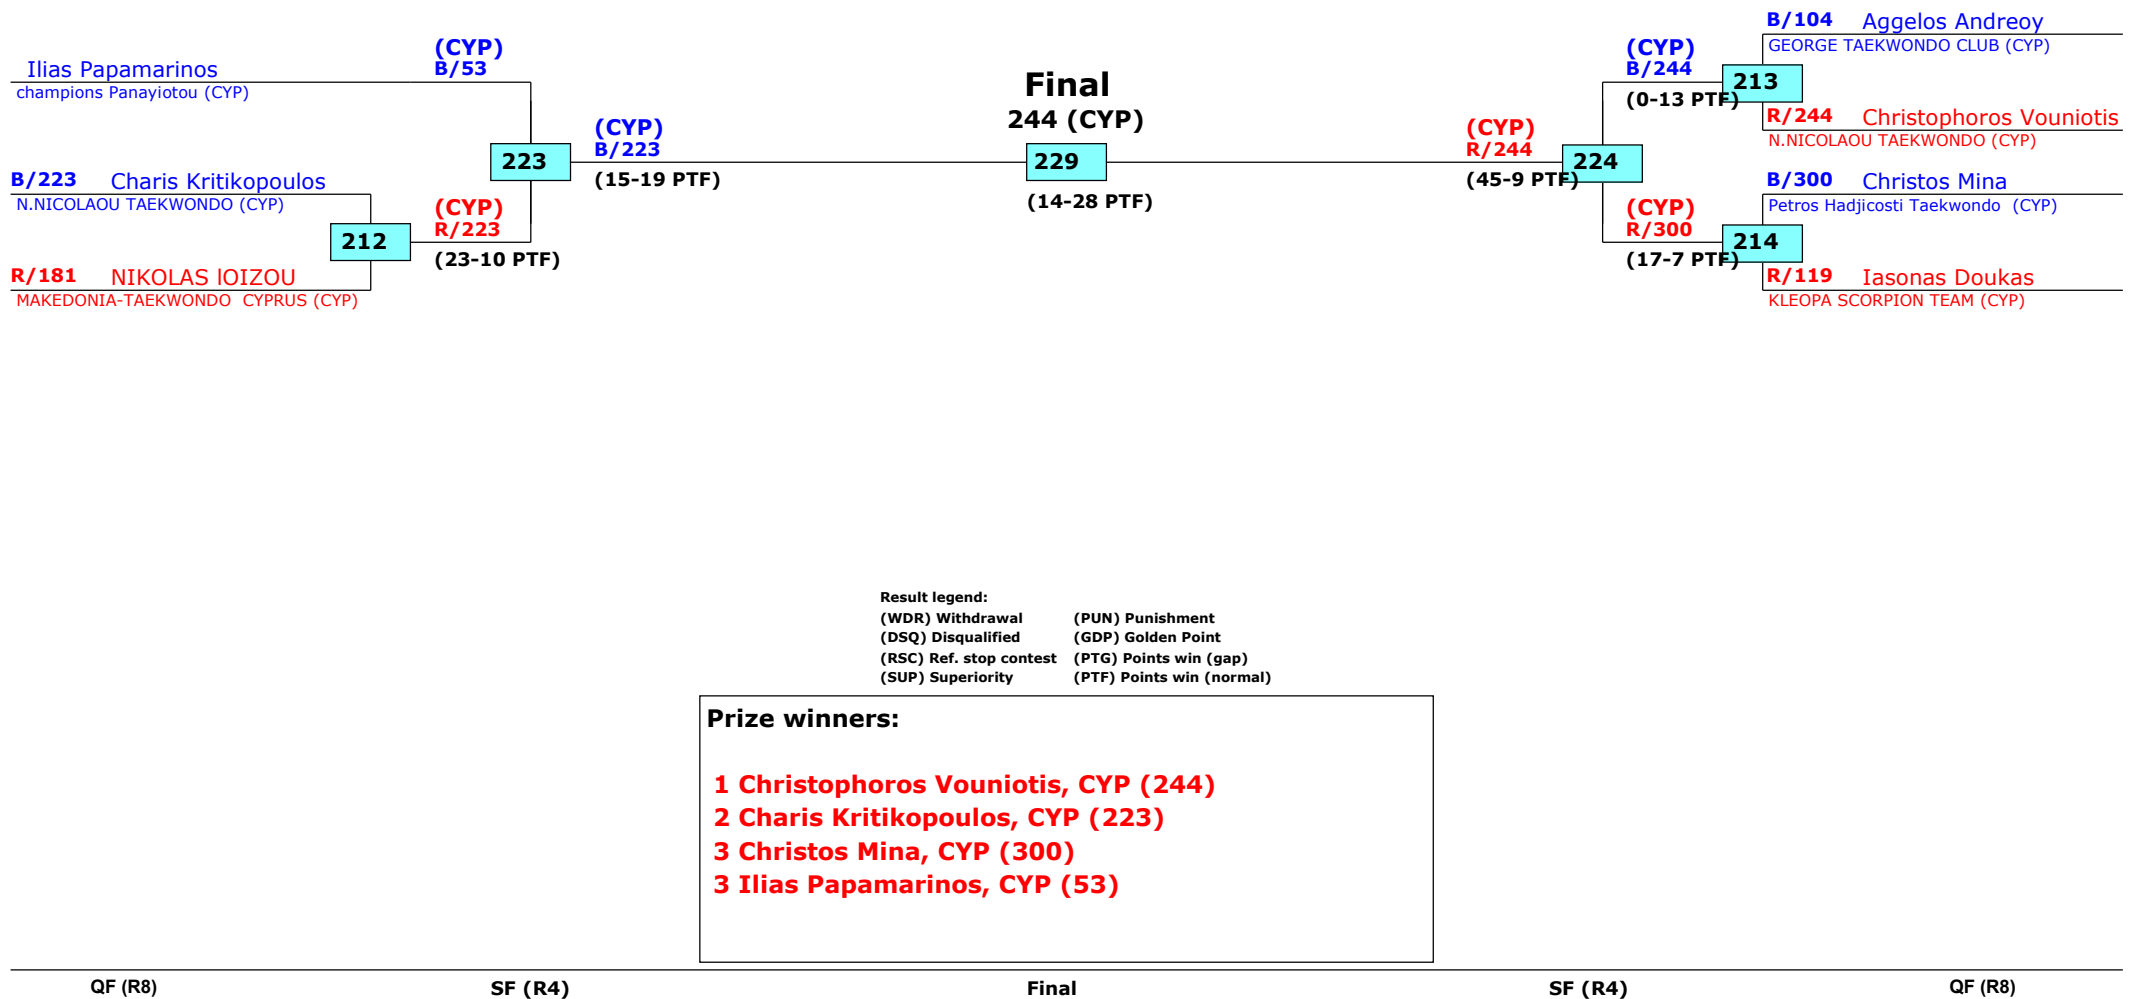 Ilias Papamarinos
champions Panayiotou (CYP)
(CYP)
B/53
B/223 Charis Kritikopoulos
N.NICOLAOU TAEKWONDO (CYP)
212
R/181 NIKOLAS lOIZOU
MAKEDONIA-TAEKWONDO CYPRUS (CYP)
(CYP)
R/223
(23-10 PTF)
223
(CYP)
B/223
(15-19 PTF)
Final
244 (CYP)
229
(14-28 PTF)
(CYP)
R/244
(45-9 PTF)
224
(CYP)
B/244
(0-13 PTF)
213
B/104 Aggelos Andreoy
GEORGE TAEKWONDO CLUB (CYP)
R/244 Christophoros Vouniotis
N.NICOLAOU TAEKWONDO (CYP)
(CYP)
R/300
(17-7 PTF)
214
B/300 Christos Mina
Petros Hadjicosti Taekwondo (CYP)
R/119 Iasonas Doukas
KLEOPA SCORPION TEAM (CYP)
Result legend:
(WDR) Withdrawal (PUN) Punishment
(DSQ) Disqualified (GDP) Golden Point
(RSC) Ref. stop contest (PTG) Points win (gap)
(SUP) Superiority (PTF) Points win (normal)
Prize winners:
1 Christophoros Vouniotis, CYP (244)
2 Charis Kritikopoulos, CYP (223)
3 Christos Mina, CYP (300)
3 Ilias Papamarinos, CYP (53)
QF (R8) SF (R4) Final SF (R4) QF (R8)